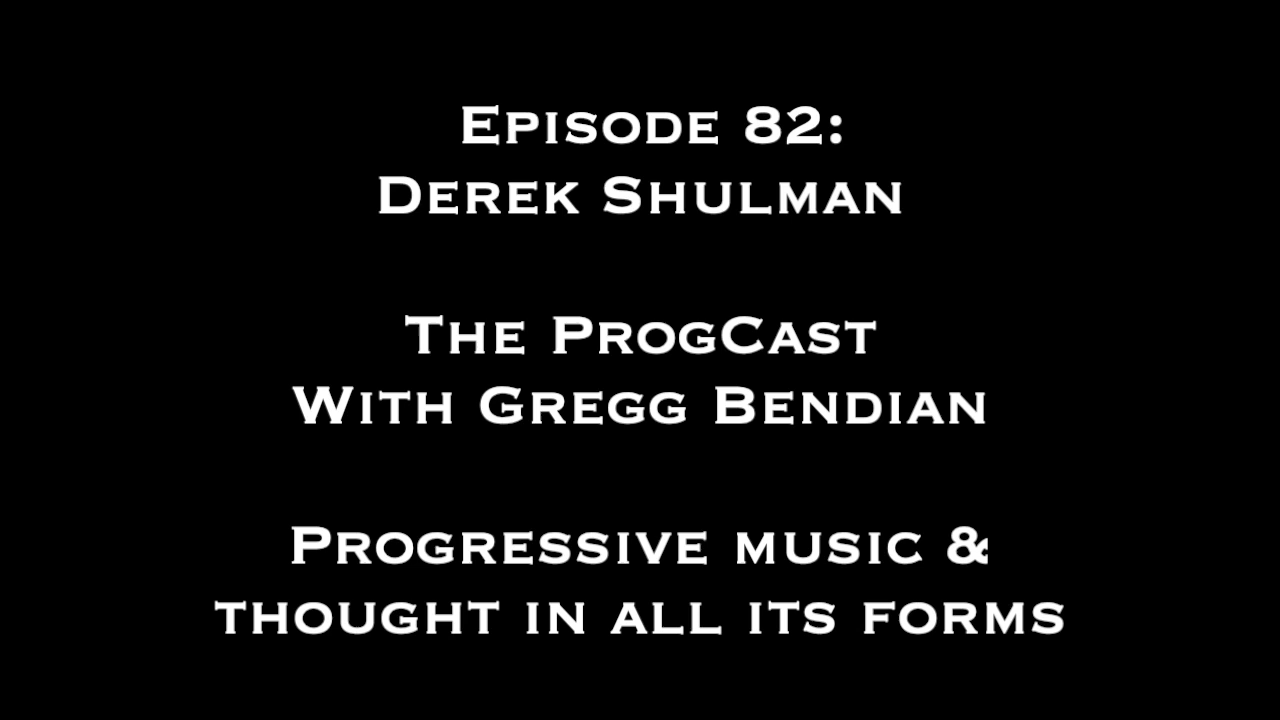 Episode 82:
Derek Shulman
The ProgCast
With Gregg Bendian
Progressive music &
thought in all its forms